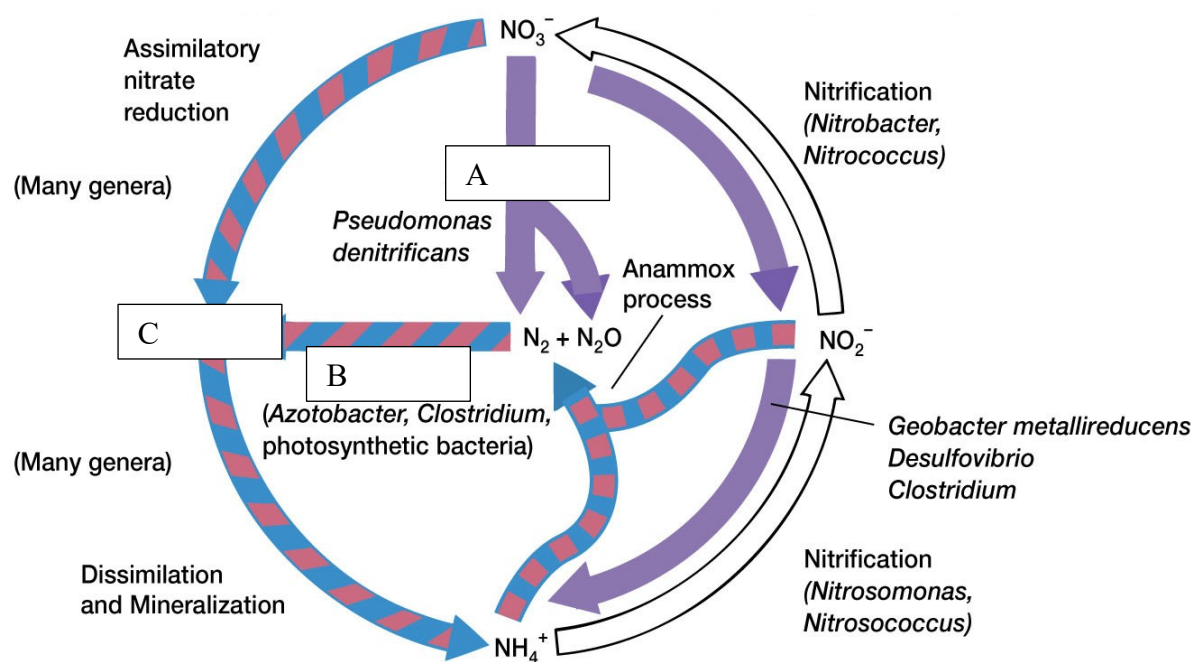 NO₃⁻
Assimilatory
nitrate
reduction
Nitrification
(Nitrobacter,
Nitrococcus)
(Many genera)
A
Pseudomonas
denitrificans
Anammox
process
C
N₂ + N₂O
NO₂⁻
B
(Azotobacter, Clostridium,
photosynthetic bacteria)
Geobacter metallireducens
Desulfovibrio
Clostridium
(Many genera)
Dissimilation
and Mineralization
Nitrification
(Nitrosomonas,
Nitrosococcus)
NH₄⁺